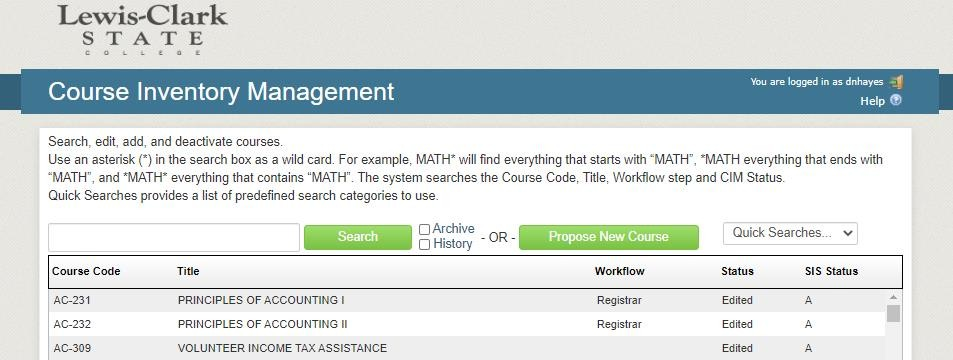 Lewis-Clark
STATE
COLLEGE
Course Inventory Management
You are logged in as dnhayes
Help
Search, edit, add, and deactivate courses.
Use an asterisk (*) in the search box as a wild card. For example, MATH* will find everything that starts with “MATH”, *MATH everything that ends with
“MATH”, and *MATH* everything that contains “MATH”. The system searches the Course Code, Title, Workflow step and CIM Status.
Quick Searches provides a list of predefined search categories to use.
Search Archive History - OR - Propose New Course Quick Searches...
Course Code Title Workflow Status SIS Status
AC-231 PRINCIPLES OF ACCOUNTING I Registrar Edited A
AC-232 PRINCIPLES OF ACCOUNTING II Registrar Edited A
AC-309 VOLUNTEER INCOME TAX ASSISTANCE Edited A